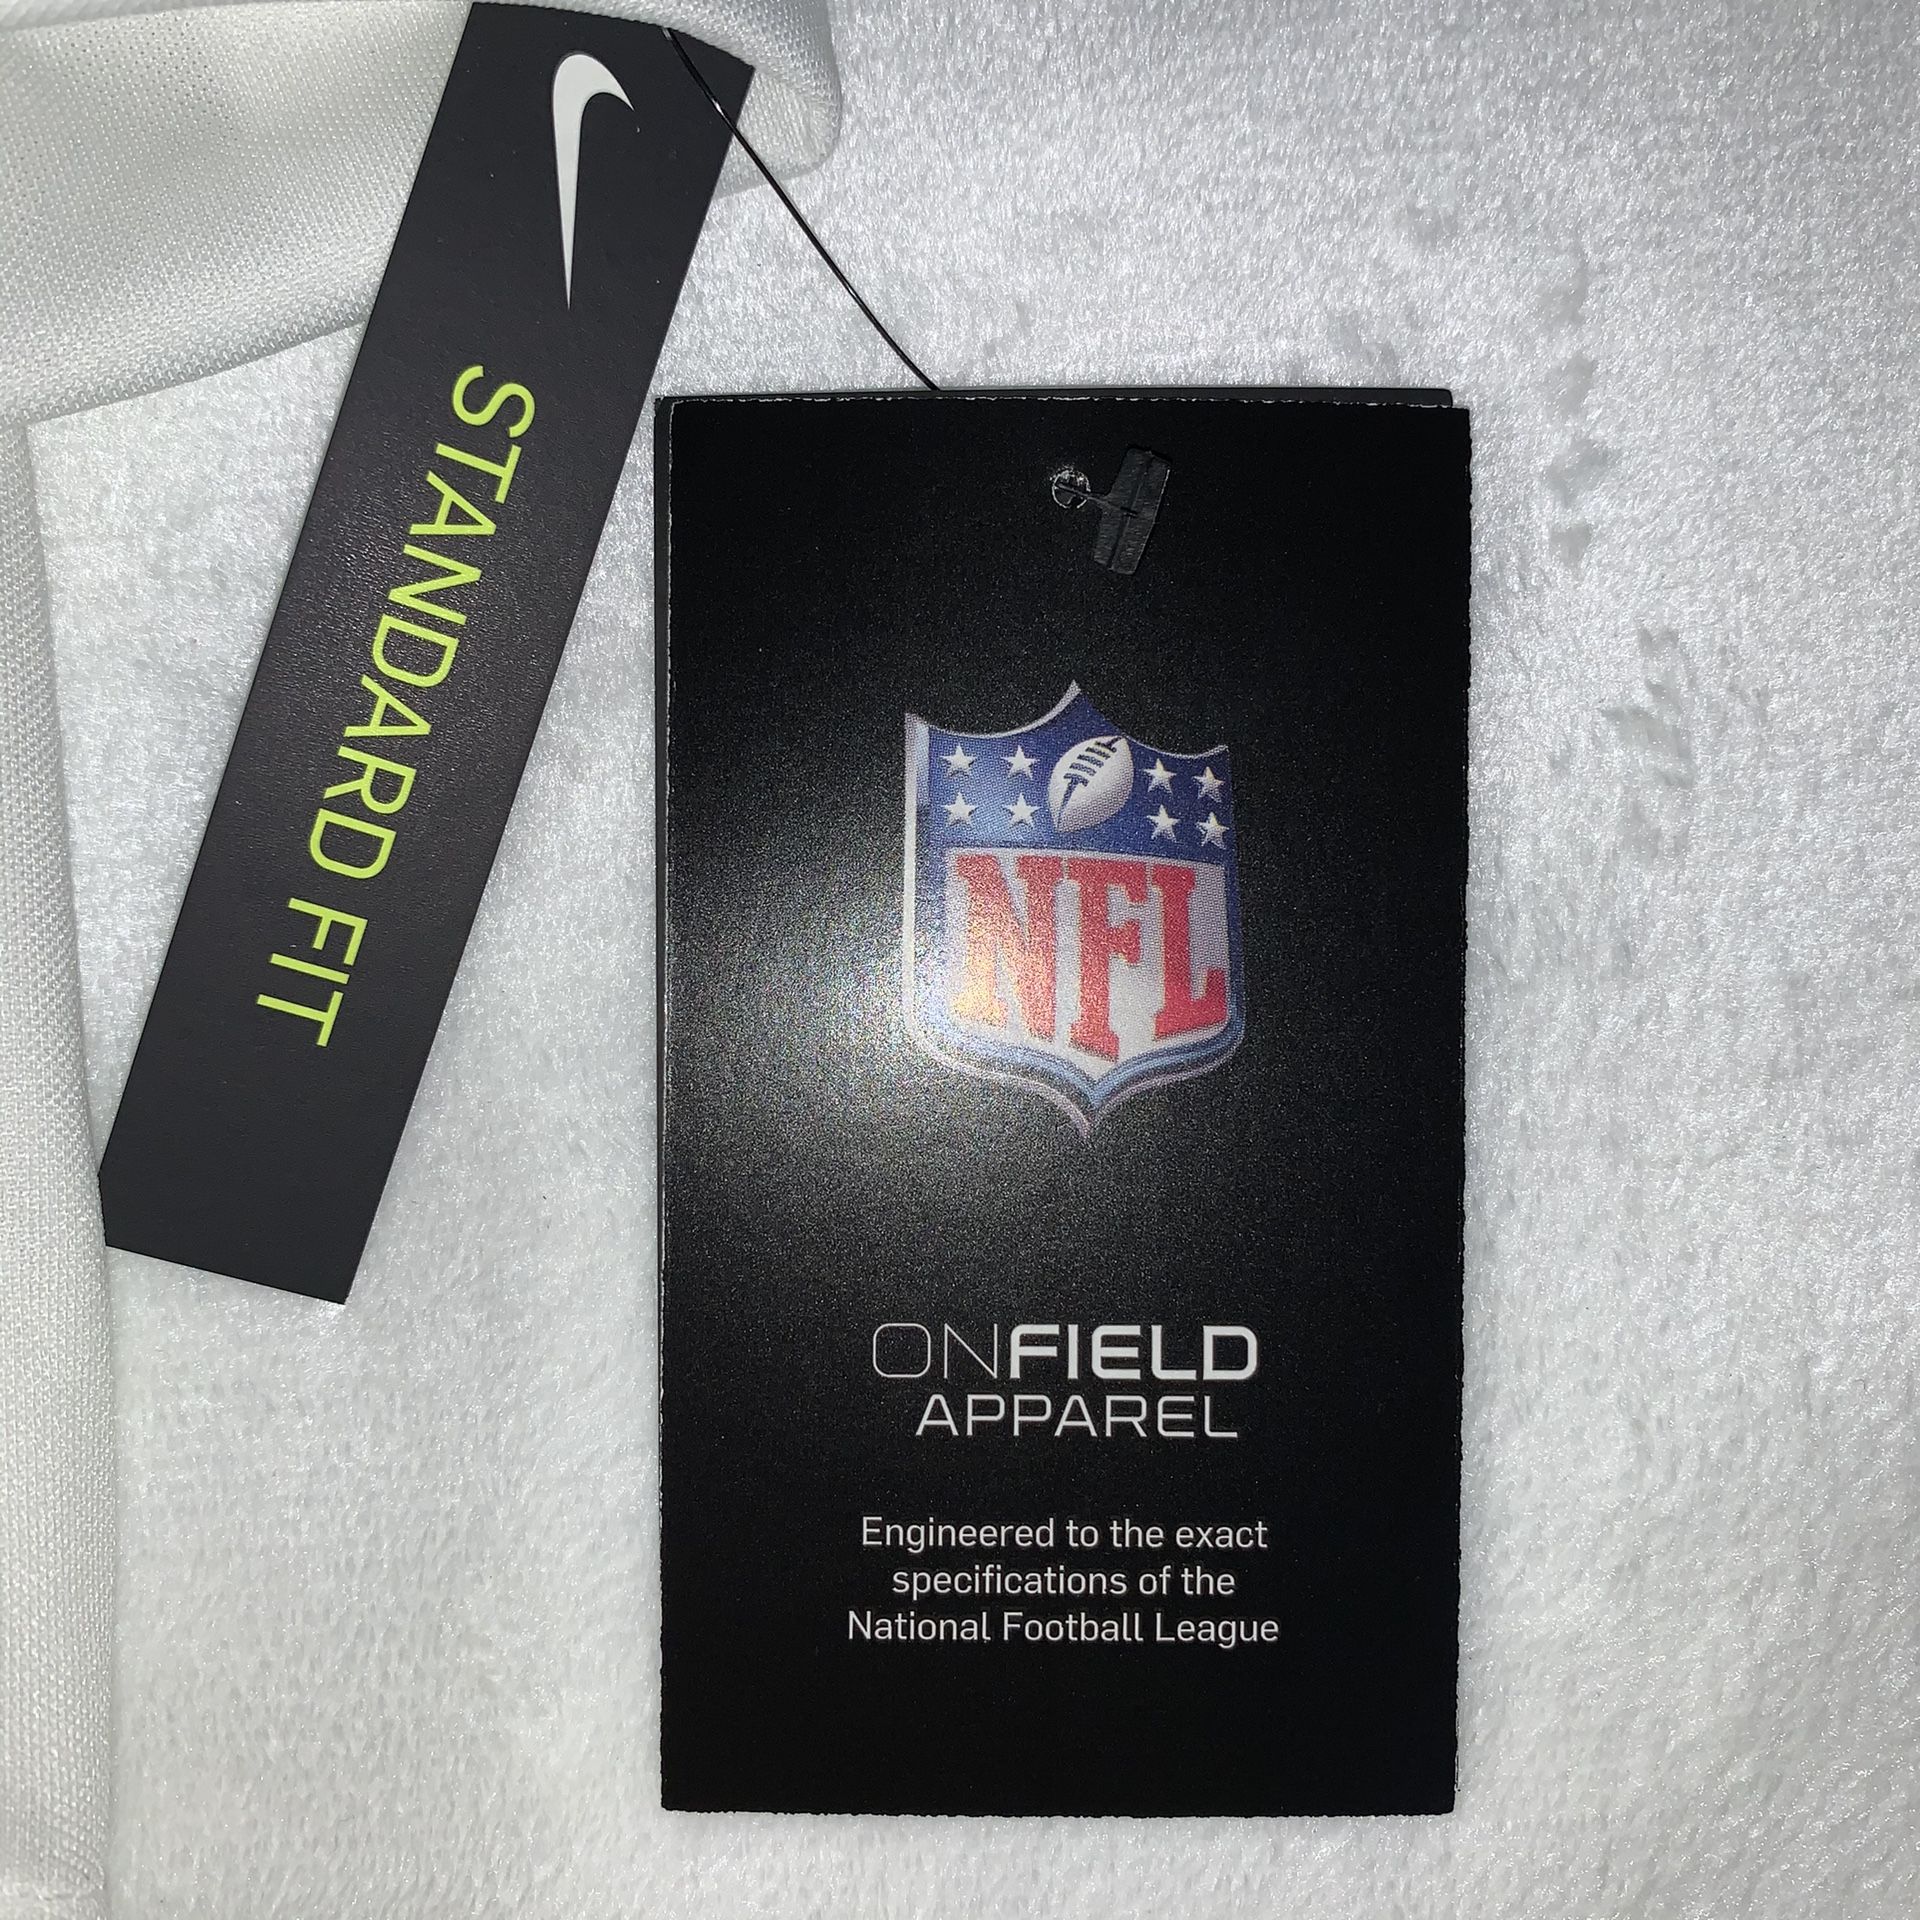 STANDARD FIT
NFL
ONFIELD
APPAREL
Engineered to the exact
specifications of the
National Football League